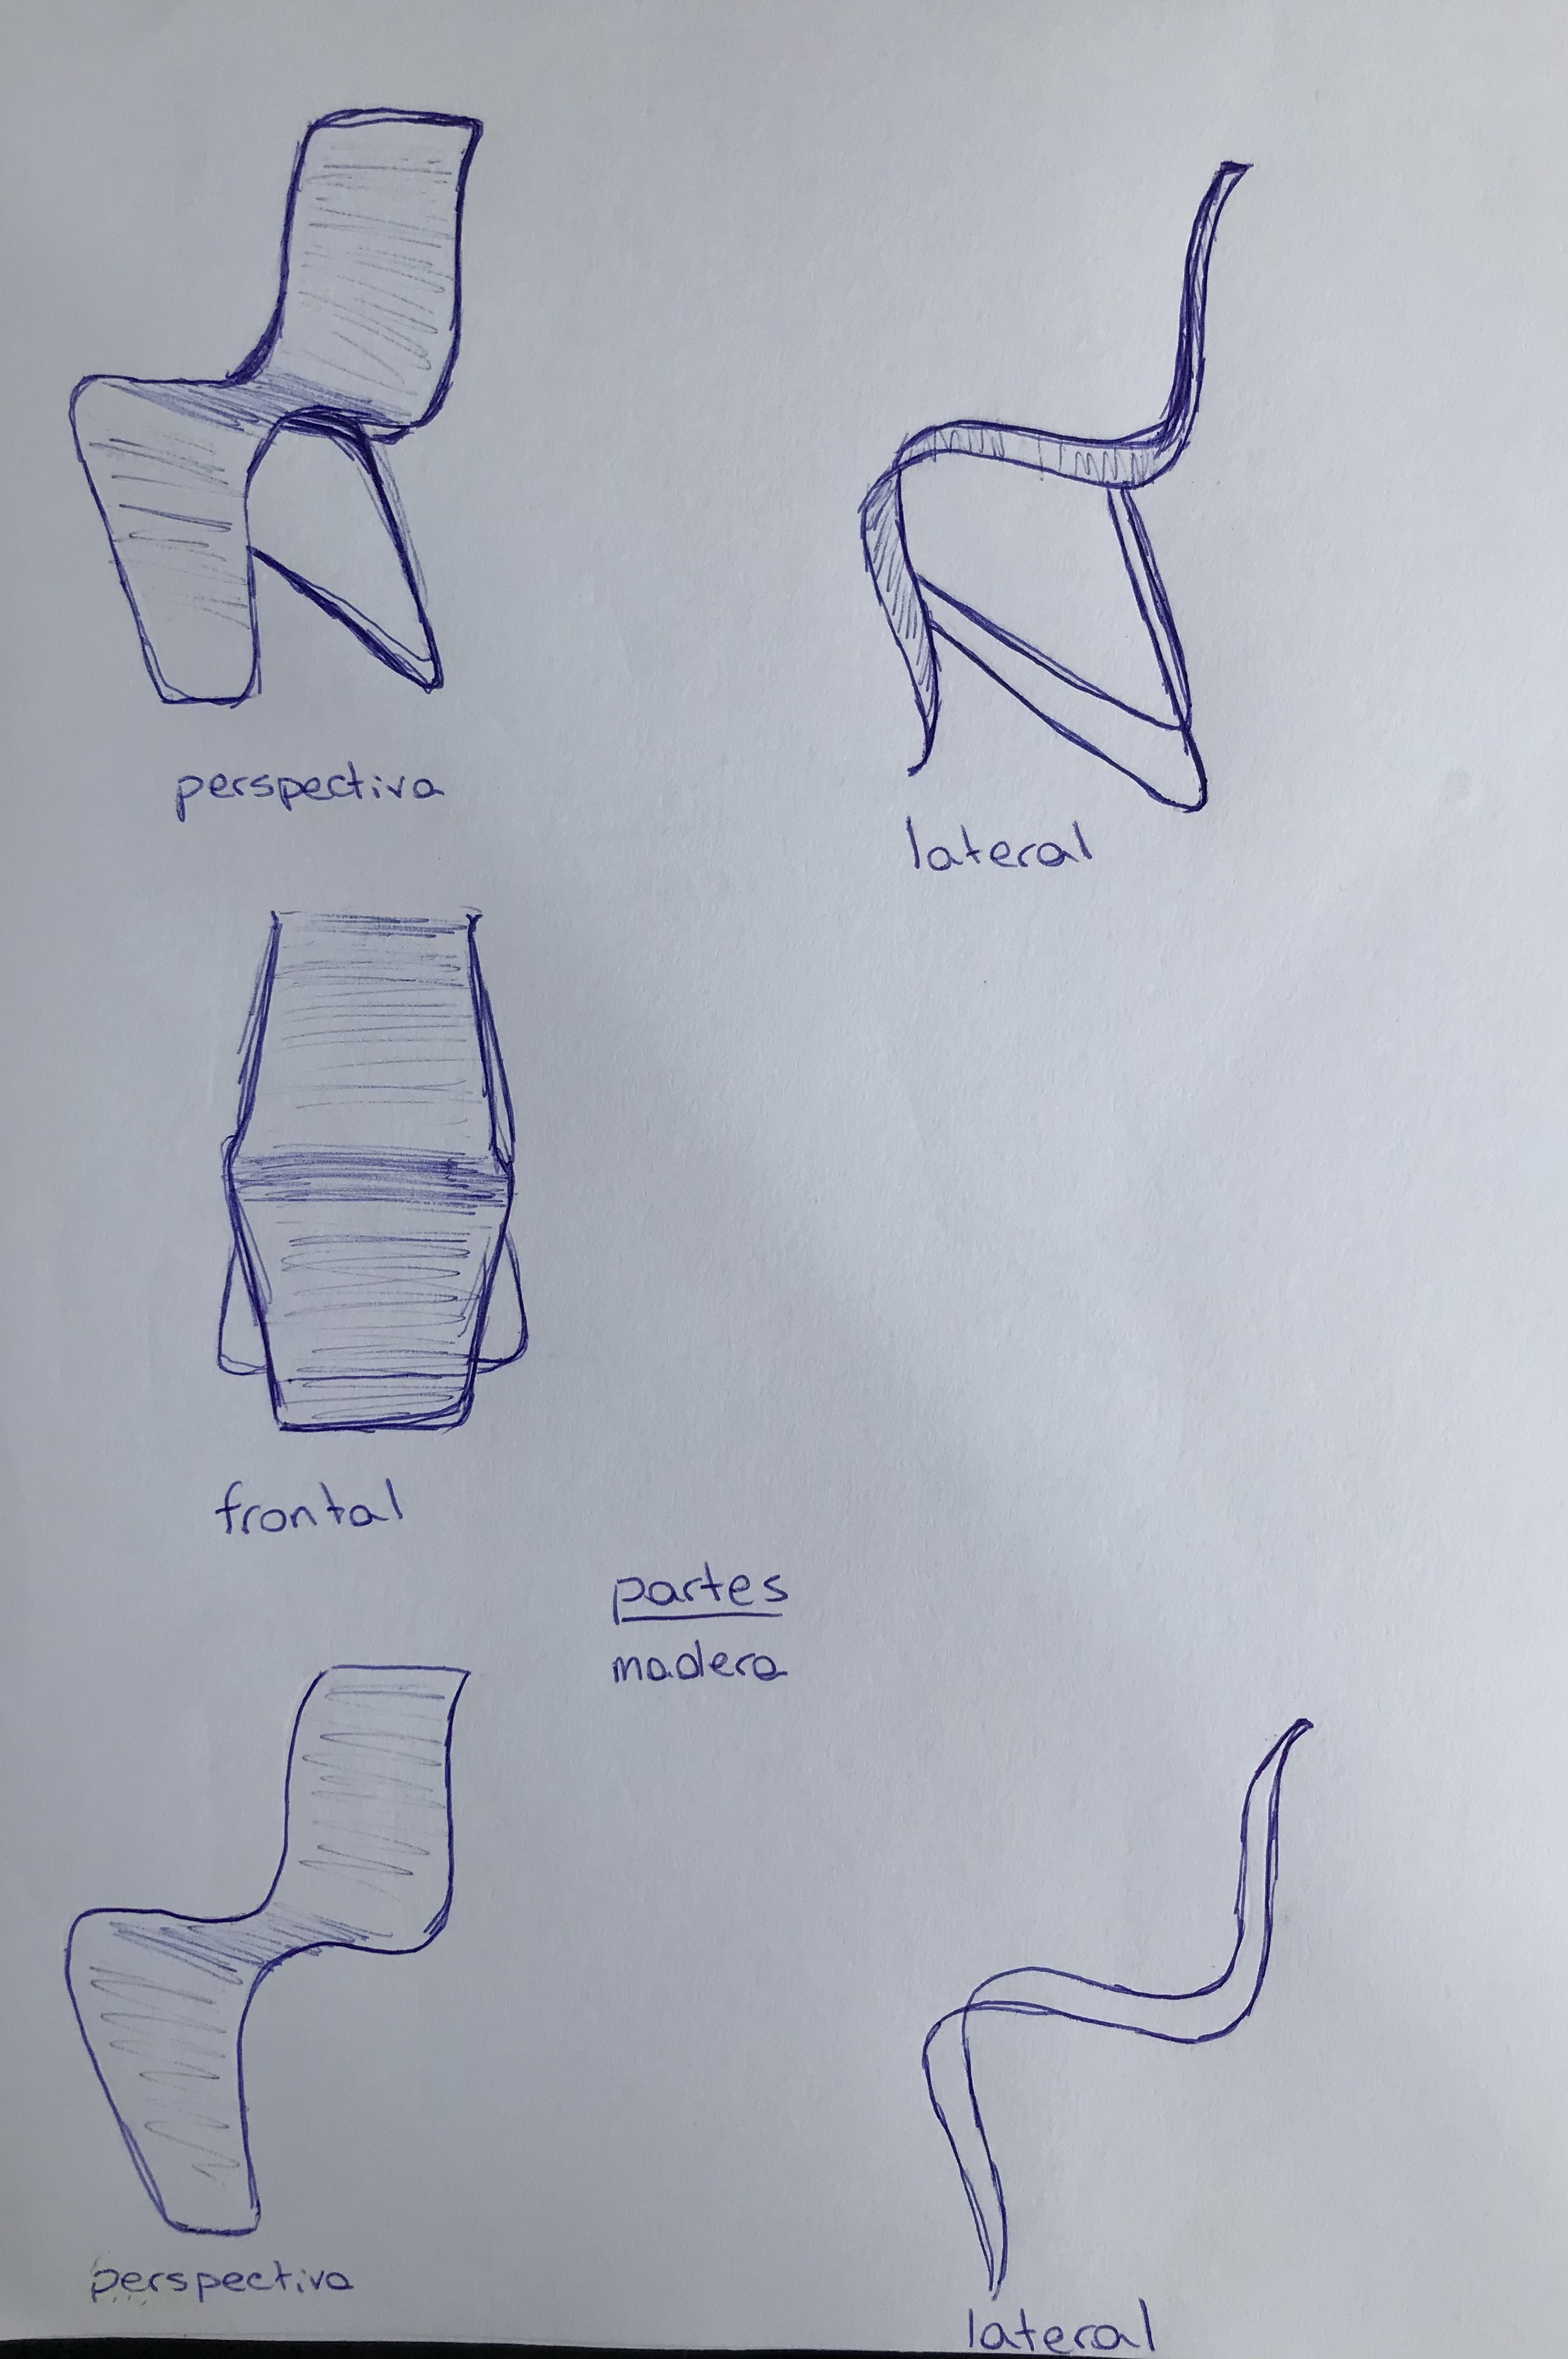 perspectiva
lateral
frontal
partes
madera
perspectiva
lateral